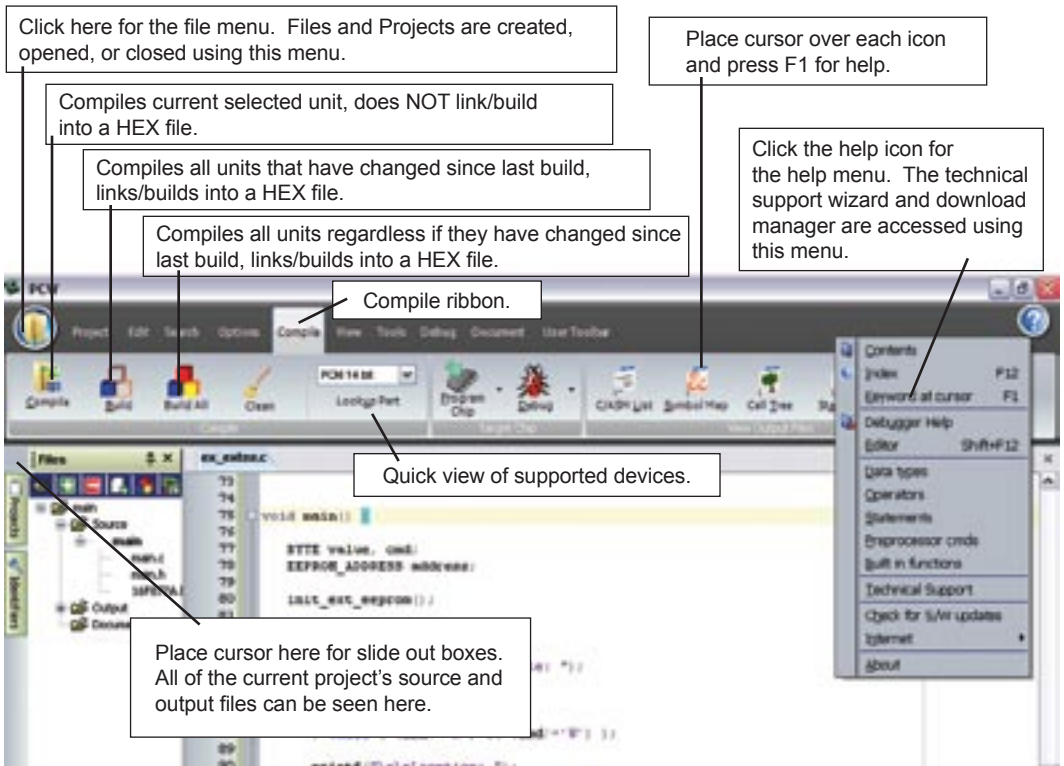 Click here for the file menu.  Files and Projects are created,
opened, or closed using this menu.
Place cursor over each icon
and press F1 for help.
Compiles current selected unit, does NOT link/build
into a HEX file.
Click the help icon for
the help menu.  The technical
support wizard and download
manager are accessed using
this menu.
Compiles all units that have changed since last build,
links/builds into a HEX file.
Compiles all units regardless if they have changed since
last build, links/builds into a HEX file.
Compile ribbon.
PCW
Project Edit Search Options Compile View Tools Debug Document User Toolbar
PCM 14 bit
Compile Build Build All Clean Lookup Part Program Chip Debug C/ASM List Symbol Map Call Tree
Compile Target Chip View Output Files
Contents
Index F12
Keyword at cursor F1
Debugger Help
Editor Shift+F12
Data types
Operators
Statements
Preprocessor cmds
Built in functions
Technical Support
Check for S/W updates
Internet
About
Quick view of supported devices.
Files
Projects
Identifiers
main
Source
main
main.c
main.h
Output
73
74
75 void main() {
76
77 BYTE value, cmd;
78 EEPROM_ADDRESS address;
79
80 init_ext_eeprom();
Place cursor here for slide out boxes.
All of the current project's source and
output files can be seen here.
89
90